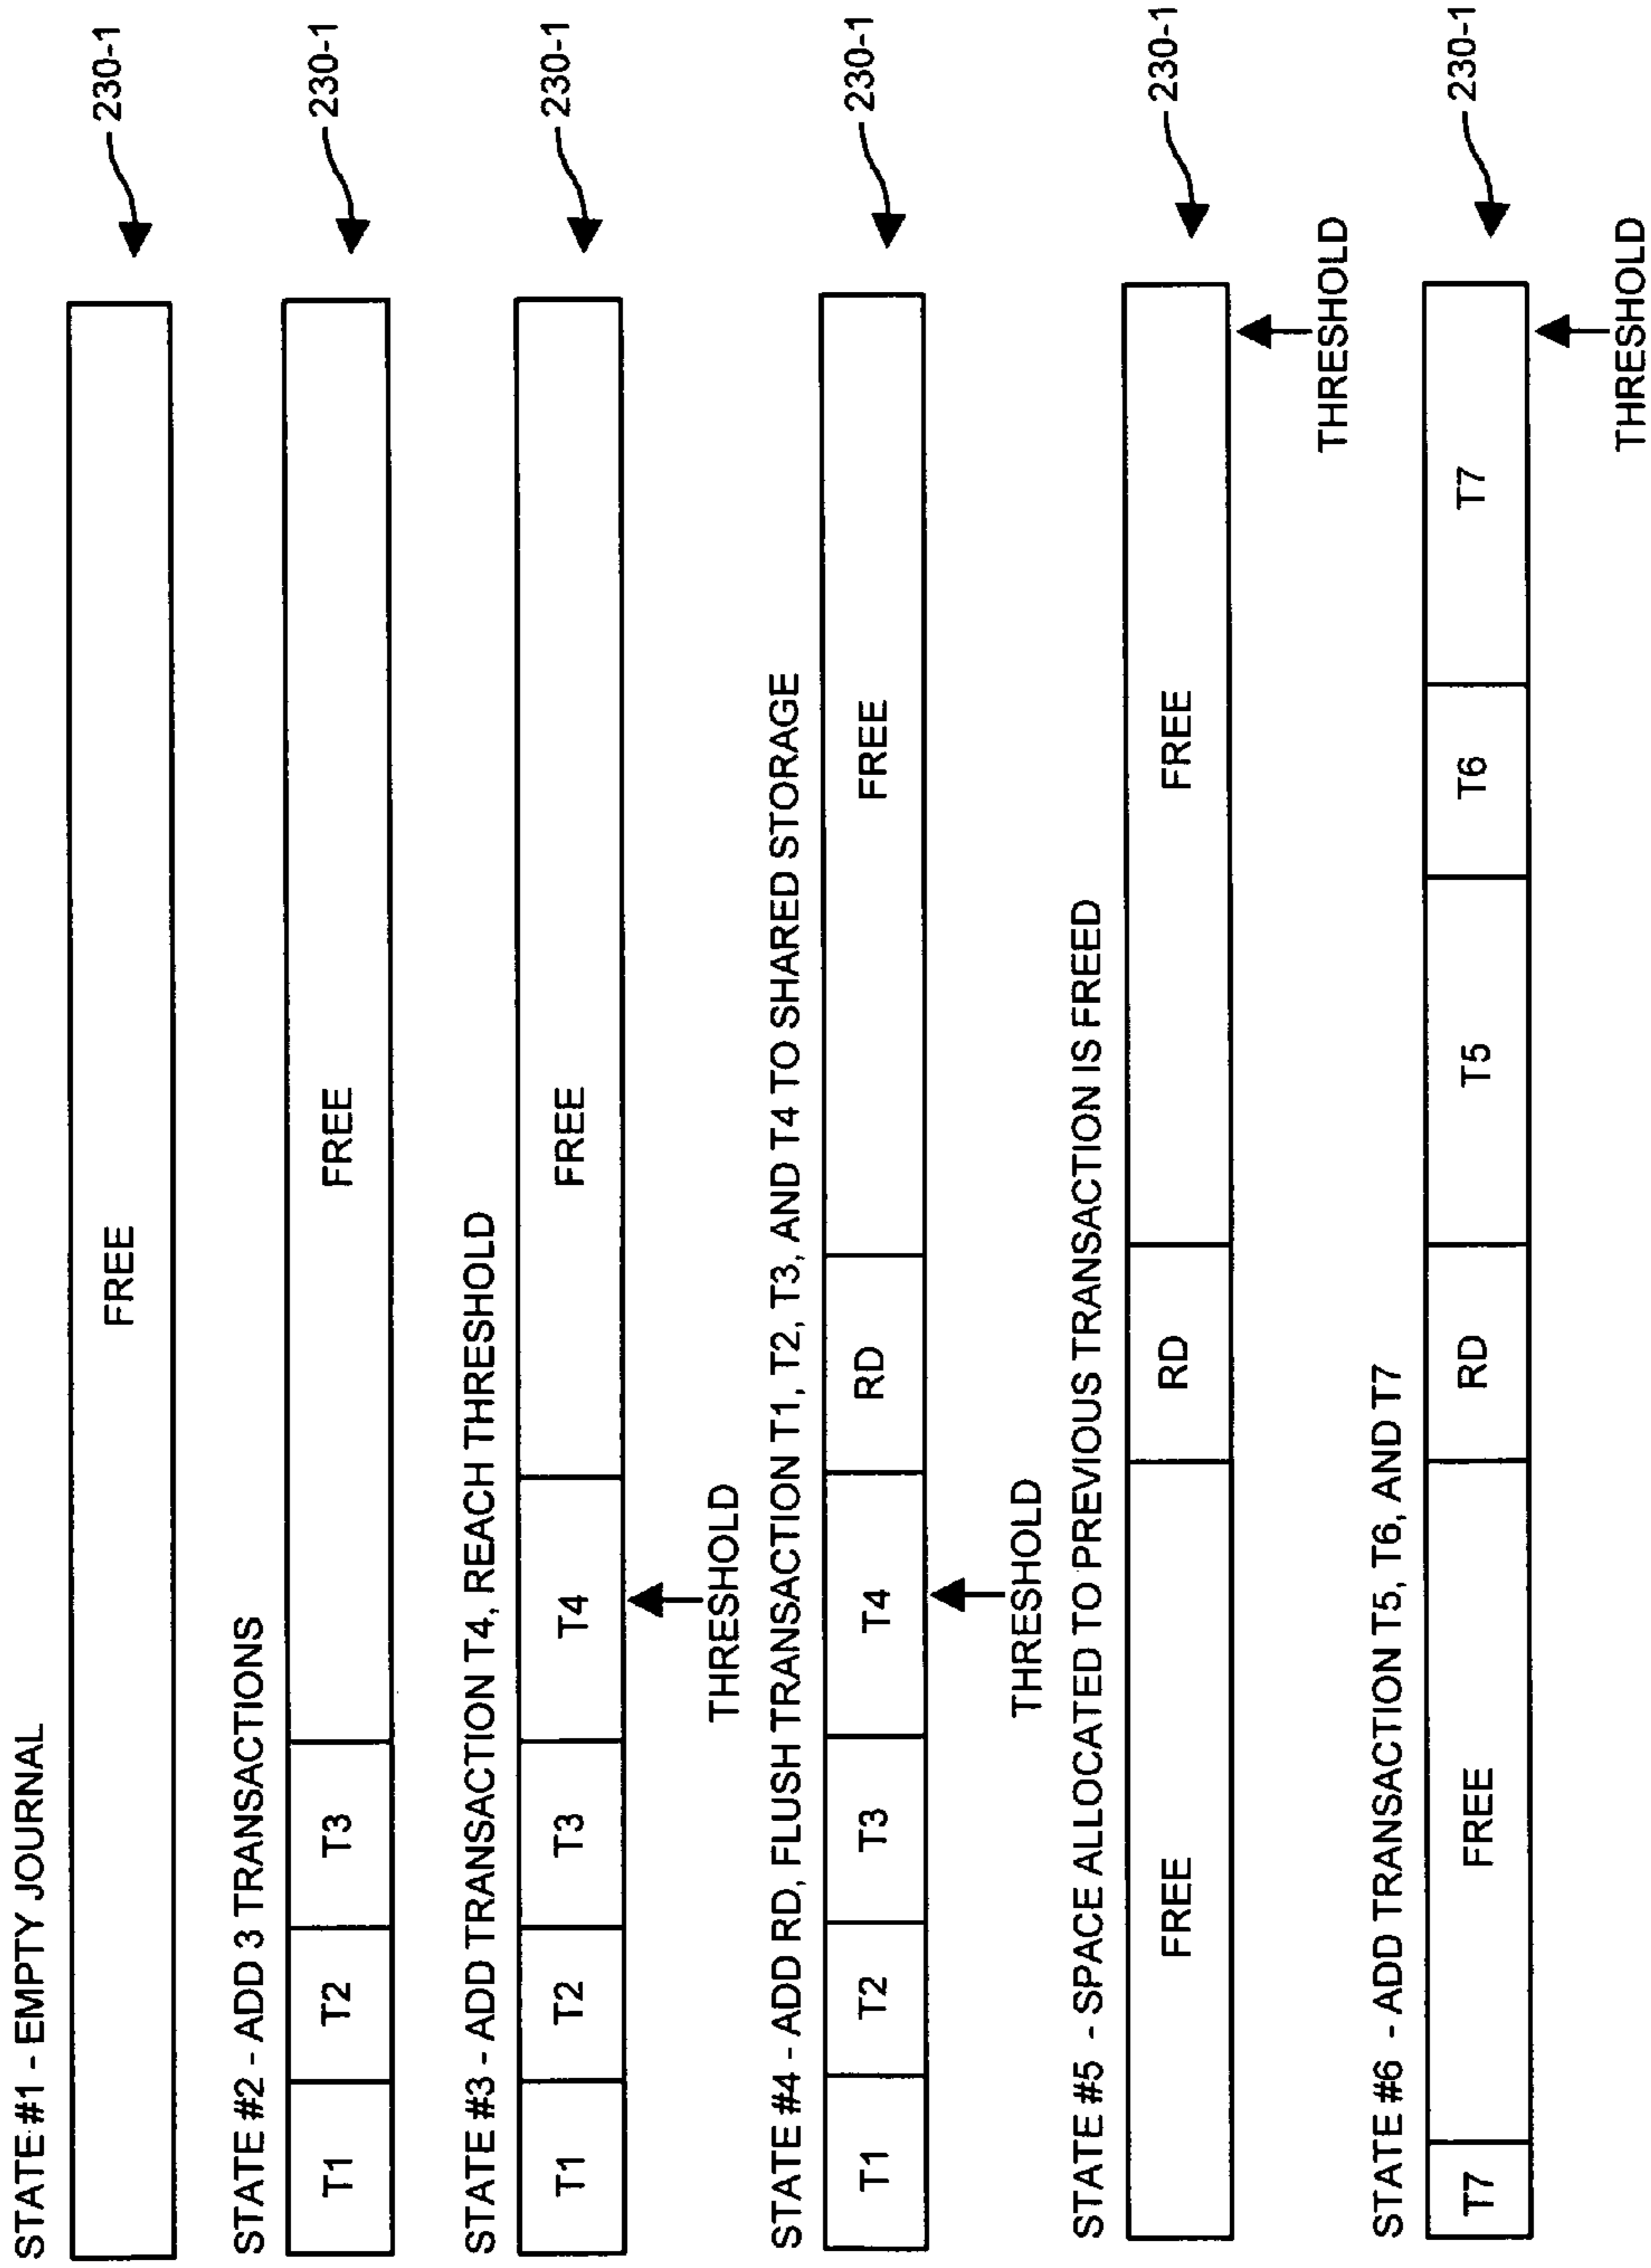 STATE #1 - EMPTY JOURNAL
FREE
230-1
STATE #2 - ADD 3 TRANSACTIONS
T1 T2 T3 FREE
230-1
STATE #3 - ADD TRANSACTION T4, REACH THRESHOLD
T1 T2 T3 T4 FREE
230-1
THRESHOLD
STATE #4 - ADD RD, FLUSH TRANSACTION T1, T2, T3, AND T4 TO SHARED STORAGE
T1 T2 T3 T4 RD FREE
230-1
THRESHOLD
STATE #5 - SPACE ALLOCATED TO PREVIOUS TRANSACTION IS FREED
FREE RD FREE
230-1
THRESHOLD
STATE #6 - ADD TRANSACTION T5, T6, AND T7
T7 FREE RD T5 T6 T7
230-1
THRESHOLD